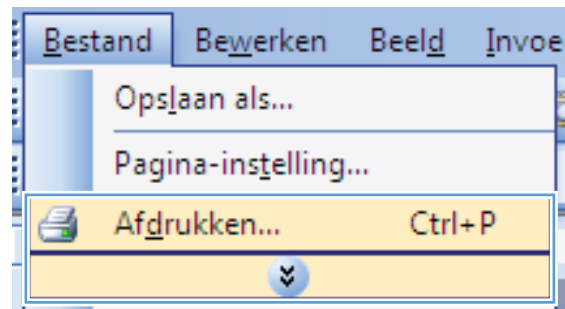 Bestand Bewerken Beeld Invoe
Opslaan als...
Pagina-instelling...
Afdrukken... Ctrl+P